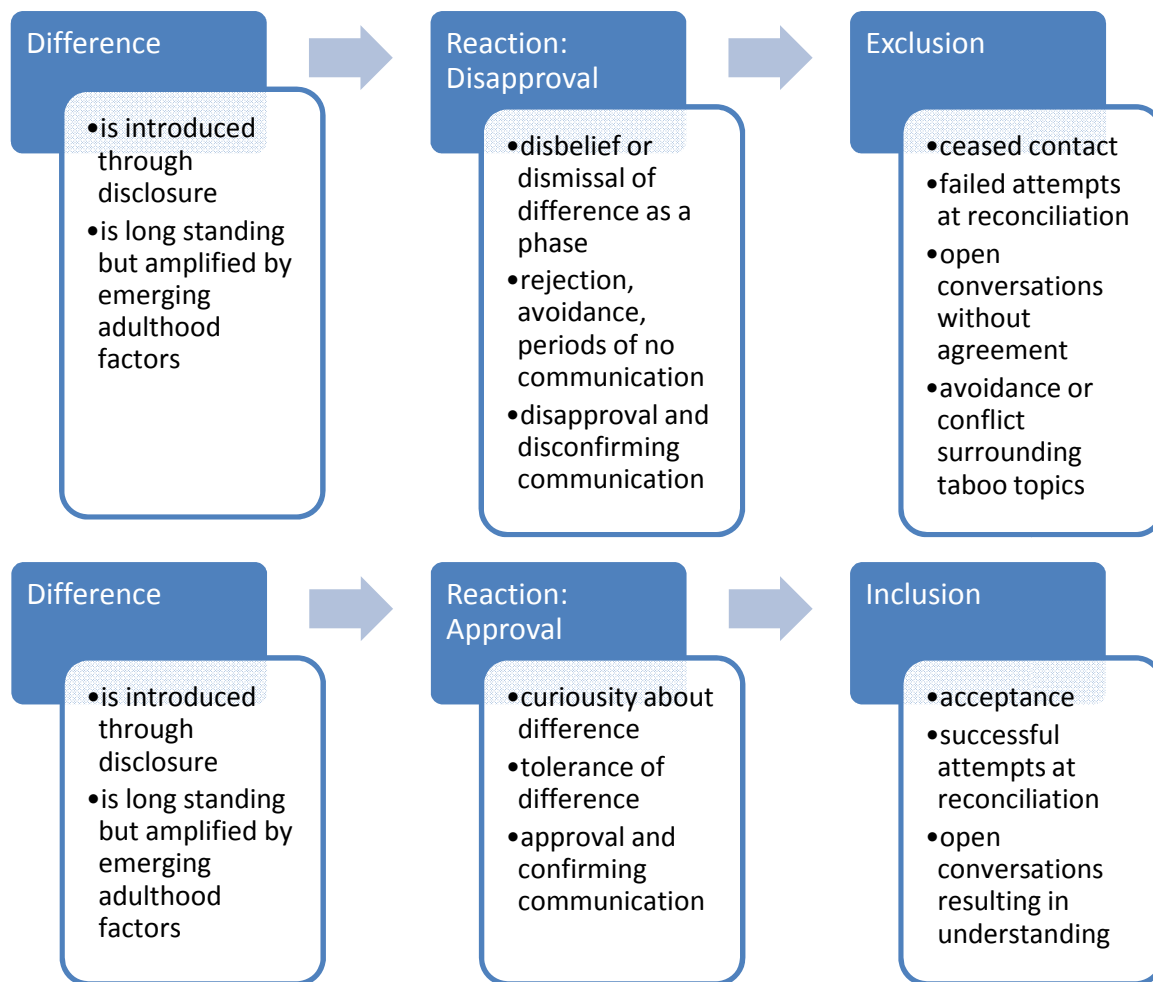 Difference
•is introduced
through
disclosure
•is long standing
but amplified by
emerging
adulthood
factors
Reaction:
Disapproval
•disbelief or
dismissal of
difference as a
phase
•rejection,
avoidance,
periods of no
communication
•disapproval and
disconfirming
communication
Exclusion
•ceased contact
•failed attempts
at reconciliation
•open
conversations
without
agreement
•avoidance or
conflict
surrounding
taboo topics
Difference
•is introduced
through
disclosure
•is long standing
but amplified by
emerging
adulthood
factors
Reaction:
Approval
•curiousity about
difference
•tolerance of
difference
•approval and
confirming
communication
Inclusion
•acceptance
•successful
attempts at
reconciliation
•open
conversations
resulting in
understanding